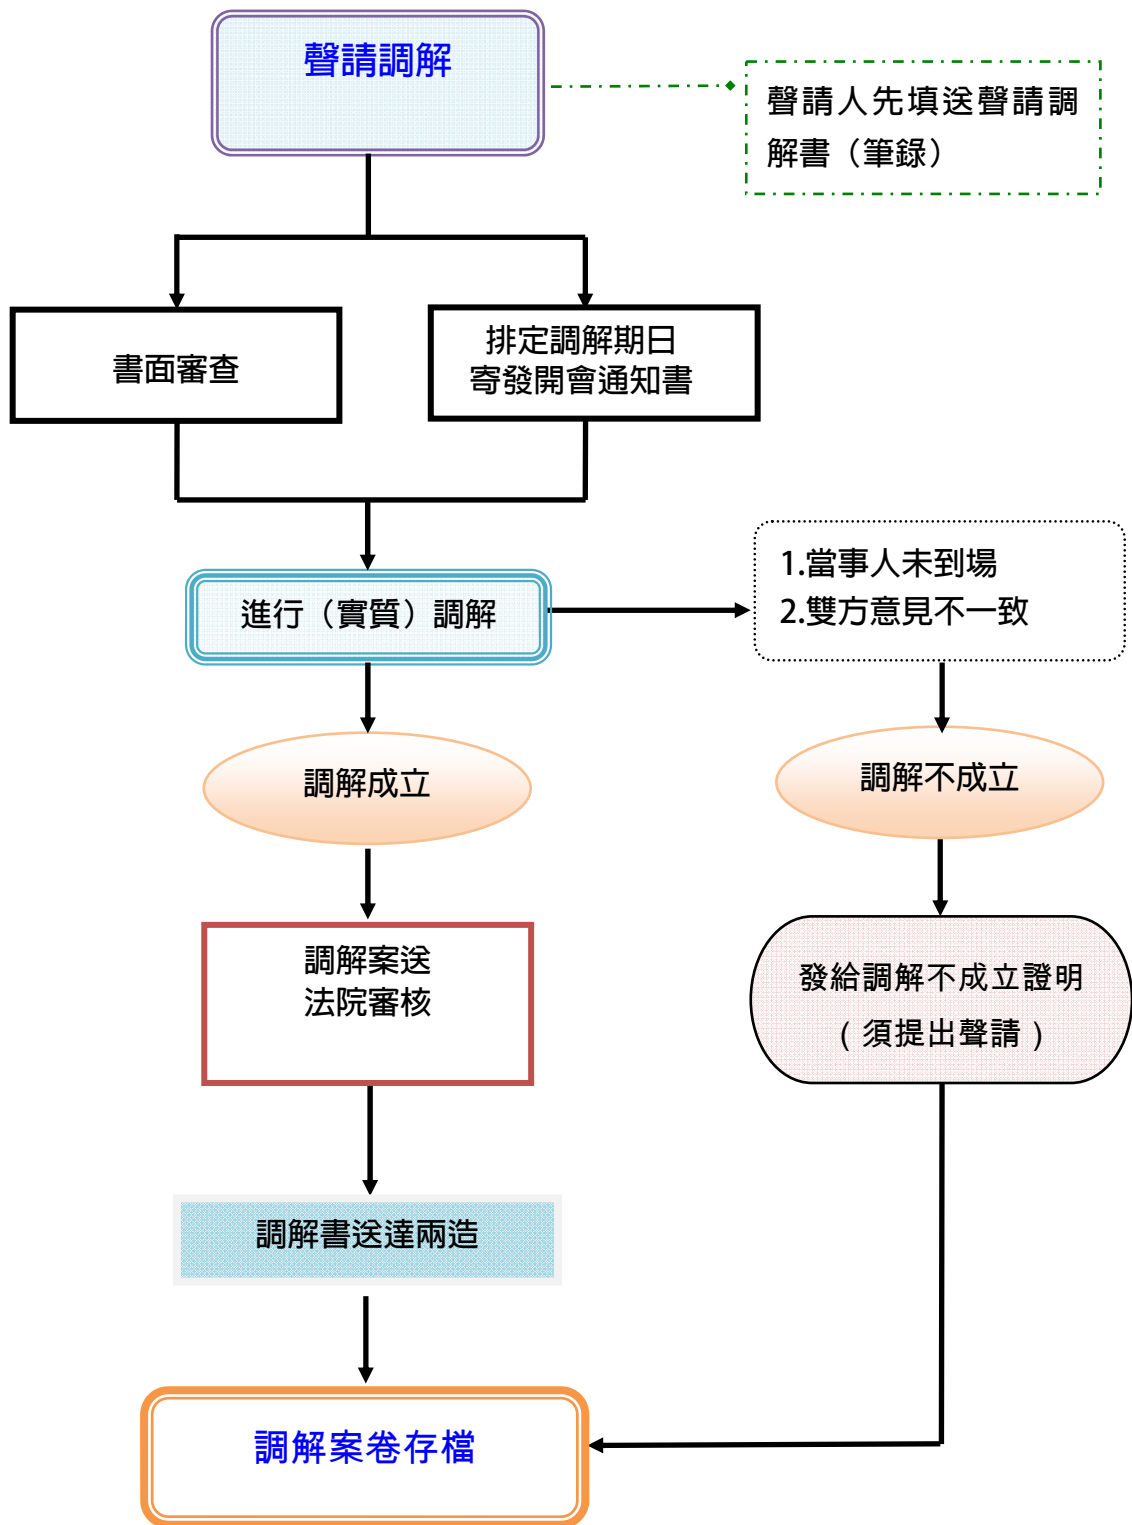 聲請調解
聲請人先填送聲請調
解書（筆錄）
書面審查
排定調解期日
寄發開會通知書
1.當事人未到場
2.雙方意見不一致
進行（實質）調解
調解成立
調解不成立
調解案送
法院審核
發給調解不成立證明
（須提出聲請）
調解書送達兩造
調解案卷存檔